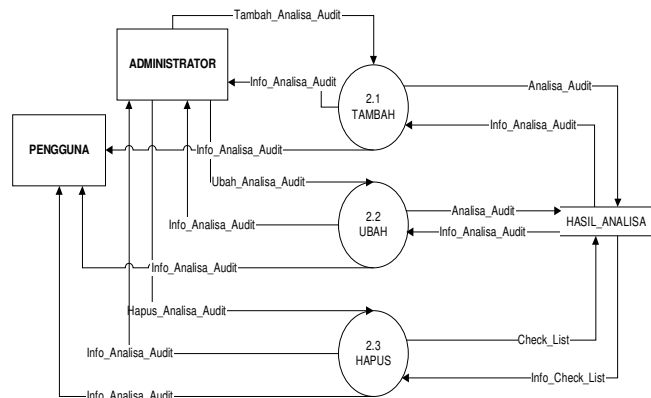 Tambah_Analisa_Audit
ADMINISTRATOR
Info_Analisa_Audit
2.1
TAMBAH
Analisa_Audit
Info_Analisa_Audit
PENGGUNA
Info_Analisa_Audit
Ubah_Analisa_Audit
2.2
UBAH
Analisa_Audit
HASIL_ANALISA
Info_Analisa_Audit
Info_Analisa_Audit
Info_Analisa_Audit
Hapus_Analisa_Audit
2.3
HAPUS
Check_List
Info_Analisa_Audit
Info_Check_List
Info_Analisa_Audit